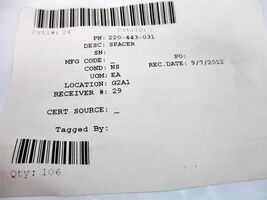 Ctrl#: 24
PN: 220-443-031
DESC: SPACER
SN:
PO:
MFG CODE: _
REC.DATE: 9/7/2012
COND: NS
UOM: EA
LOCATION: G2A1
RECEIVER #: 29
CERT SOURCE: _
Tagged By:
Qty: 106